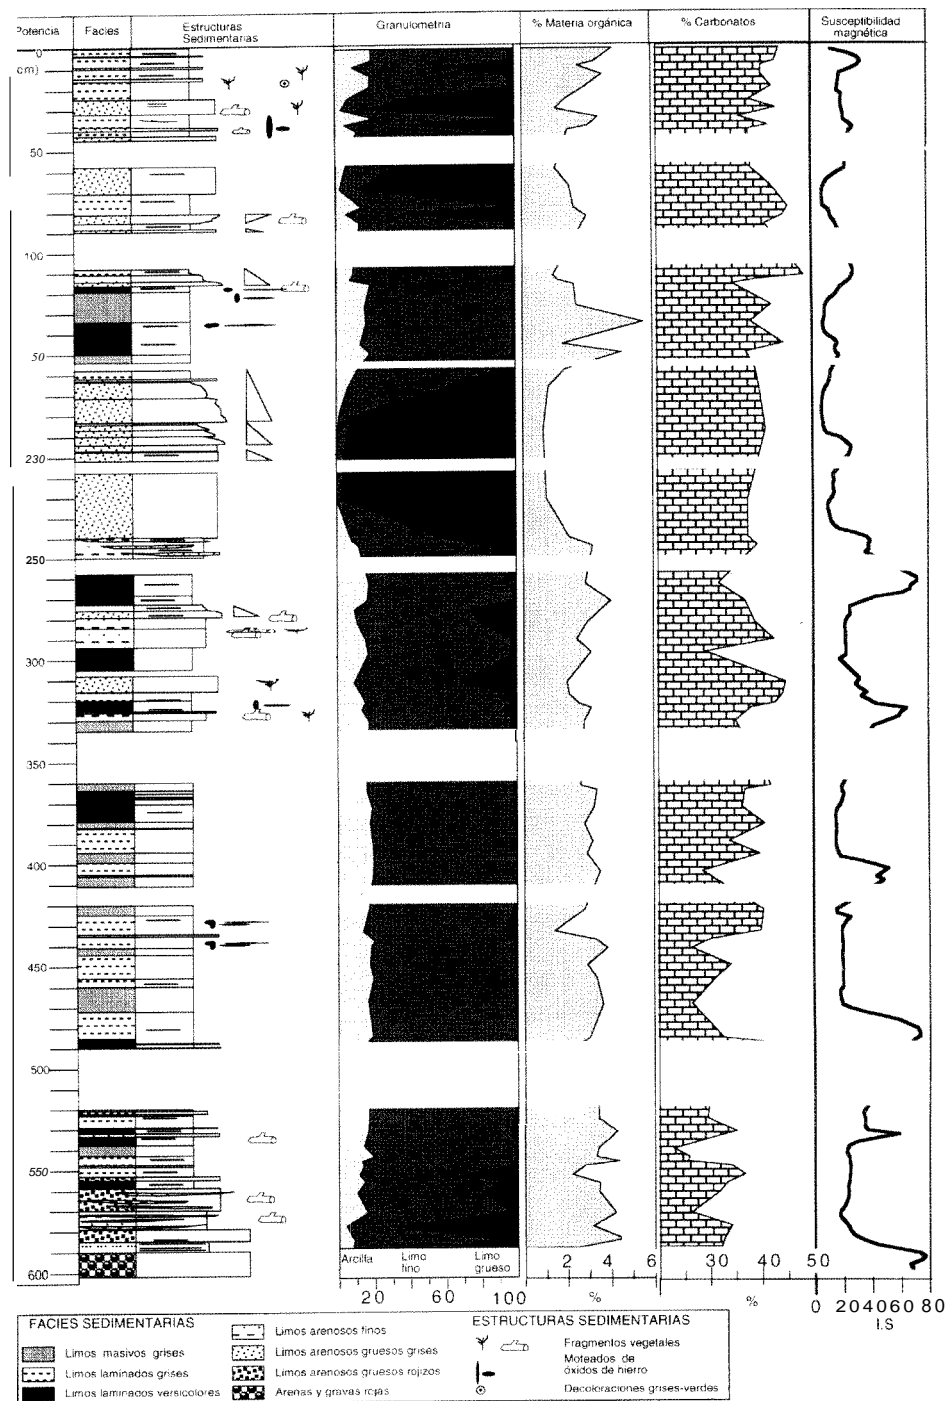 Potencia Facies Estructuras Sedimentarias Granulometria % Materia orgánica % Carbonatos Susceptibilidad magnética
0
cm)
50
100
50
230
250
300
350
400
450
500
550
600
Arcilla Limo fino Limo grueso
20 60 100
2 4 6
%
30 40 50
%
0 20 40 60 80
I.S
FACIES SEDIMENTARIAS
Limos masivos grises
Limos laminados grises
Limos laminados versicolores
Limos arenosos finos
Limos arenosos gruesos grises
Limos arenosos gruesos rojizos
Arenas y gravas rojas
ESTRUCTURAS SEDIMENTARIAS
Fragmentos vegetales
Moteados de
óxidos de hierro
Decoloraciones grises-verdes